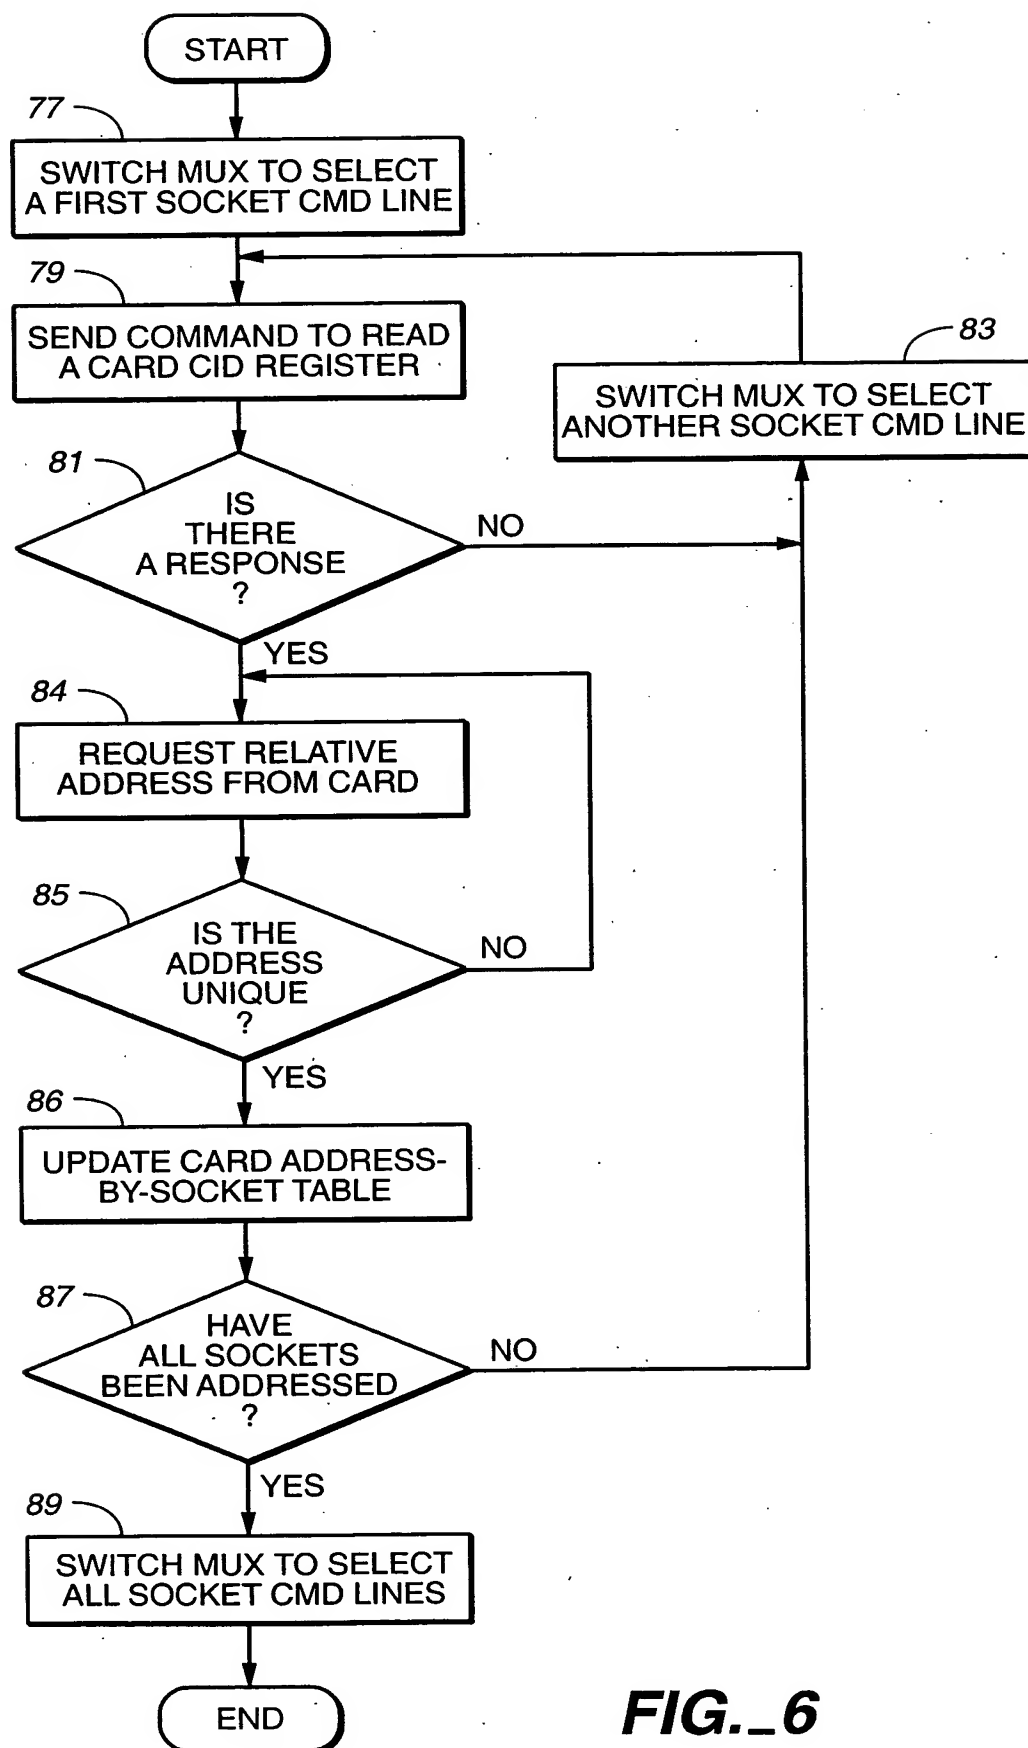 START
77
SWITCH MUX TO SELECT
A FIRST SOCKET CMD LINE
79
SEND COMMAND TO READ
A CARD CID REGISTER
83
SWITCH MUX TO SELECT
ANOTHER SOCKET CMD LINE
81
IS
THERE
A RESPONSE
?
NO
YES
84
REQUEST RELATIVE
ADDRESS FROM CARD
85
IS THE
ADDRESS
UNIQUE
?
NO
YES
86
UPDATE CARD ADDRESS-
BY-SOCKET TABLE
87
HAVE
ALL SOCKETS
BEEN ADDRESSED
?
NO
YES
89
SWITCH MUX TO SELECT
ALL SOCKET CMD LINES
END
FIG._6